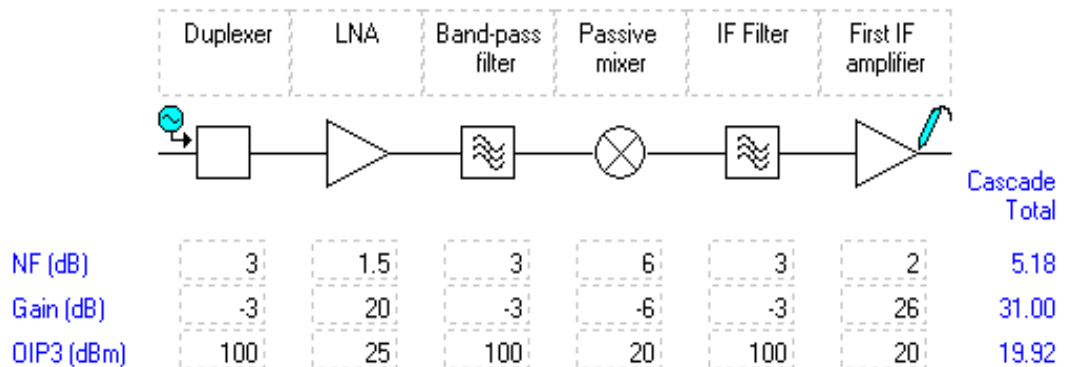 Duplexer LNA Band-pass filter Passive mixer IF Filter First IF amplifier
Cascade Total
NF (dB) 3 1.5 3 6 3 2 5.18
Gain (dB) -3 20 -3 -6 -3 26 31.00
OIP3 (dBm) 100 25 100 20 100 20 19.92